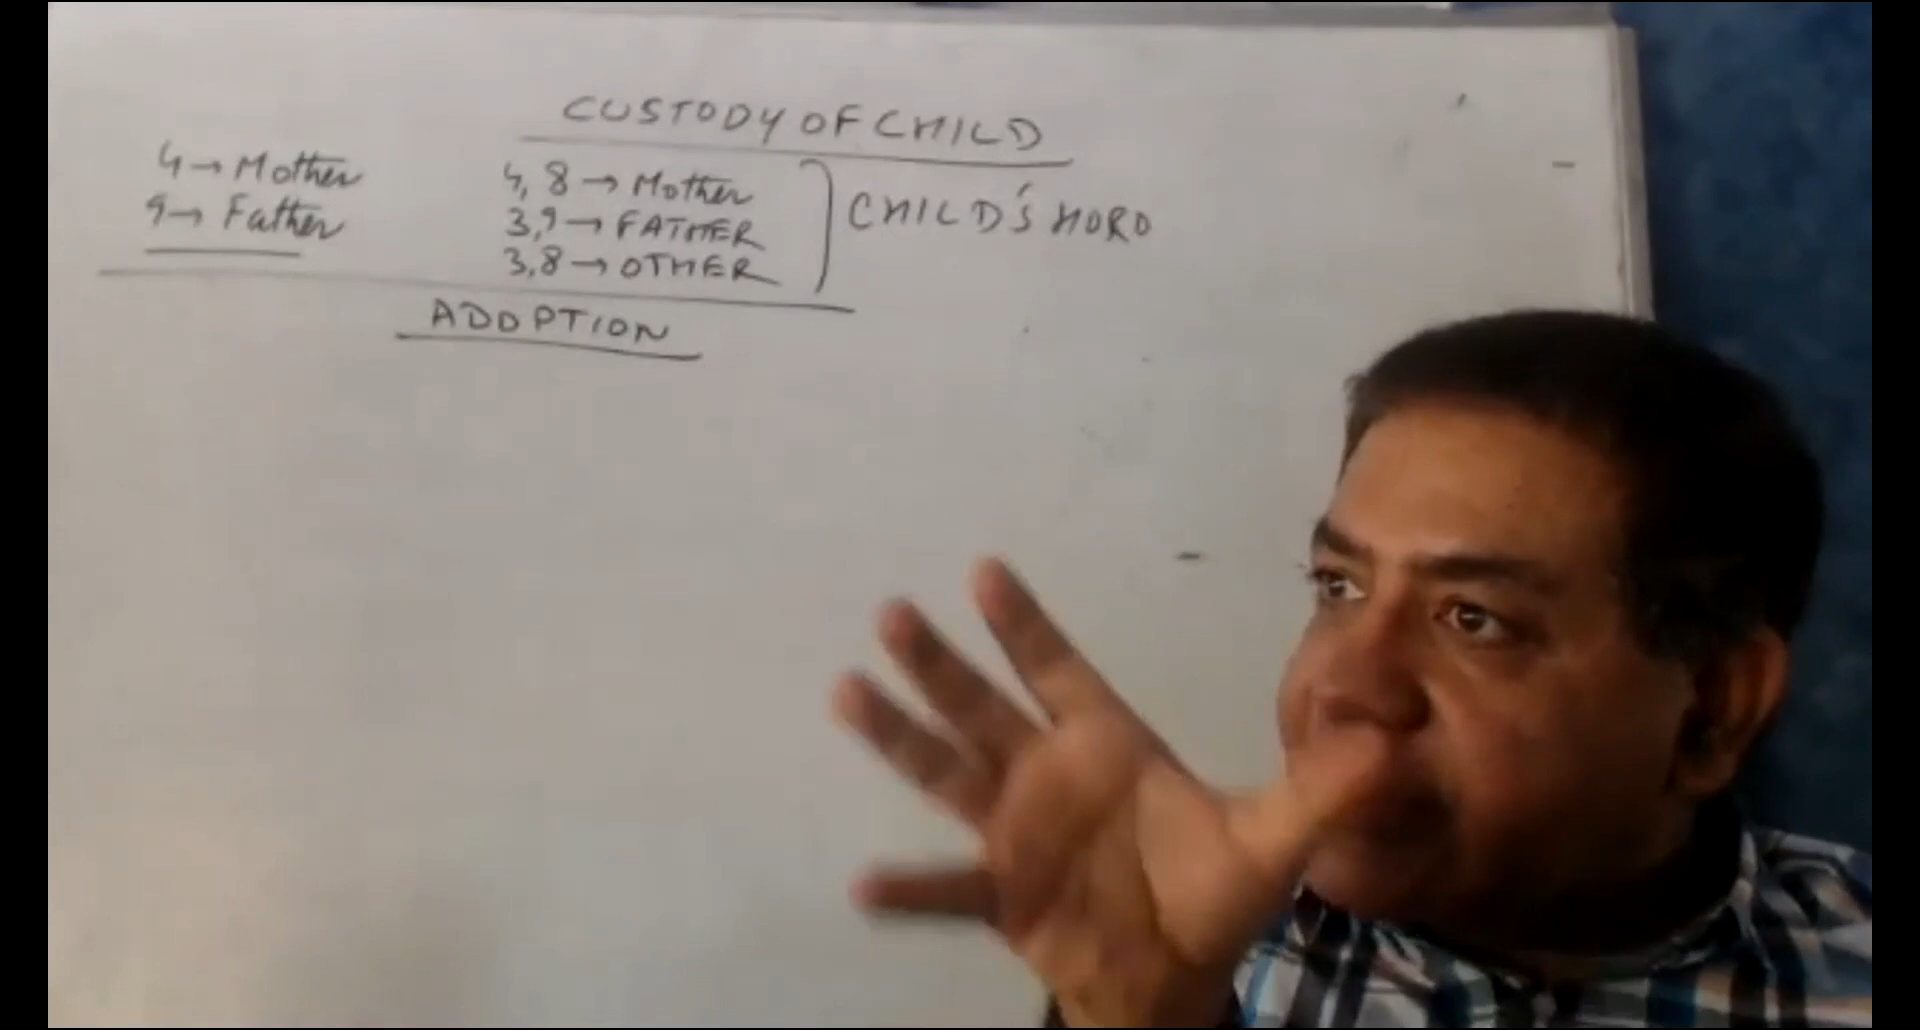 CUSTODY OF CHILD
4 → Mother
9 → Father
4, 8 → Mother
3, 9 → FATHER
3, 8 → OTHER
CHILD'S HORO
ADOPTION